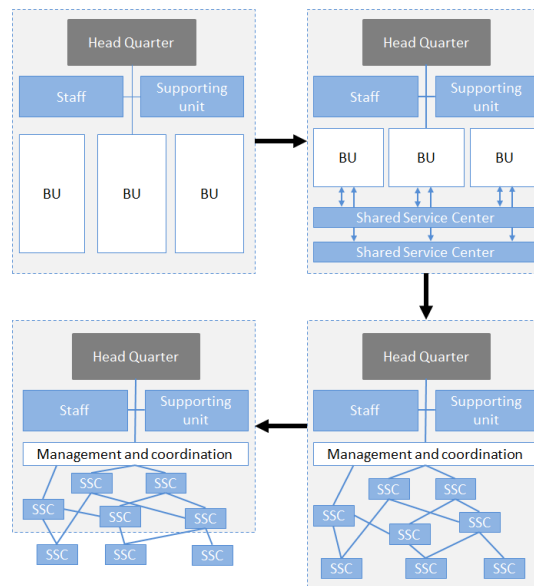 Head Quarter
Staff
Supporting
unit
BU
BU
BU
Head Quarter
Staff
Supporting
unit
BU
BU
BU
Shared Service Center
Shared Service Center
Head Quarter
Staff
Supporting
unit
Management and coordination
SSC
SSC
SSC
SSC
SSC
SSC
SSC
SSC
Head Quarter
Staff
Supporting
unit
Management and coordination
SSC
SSC
SSC
SSC
SSC
SSC
SSC
SSC